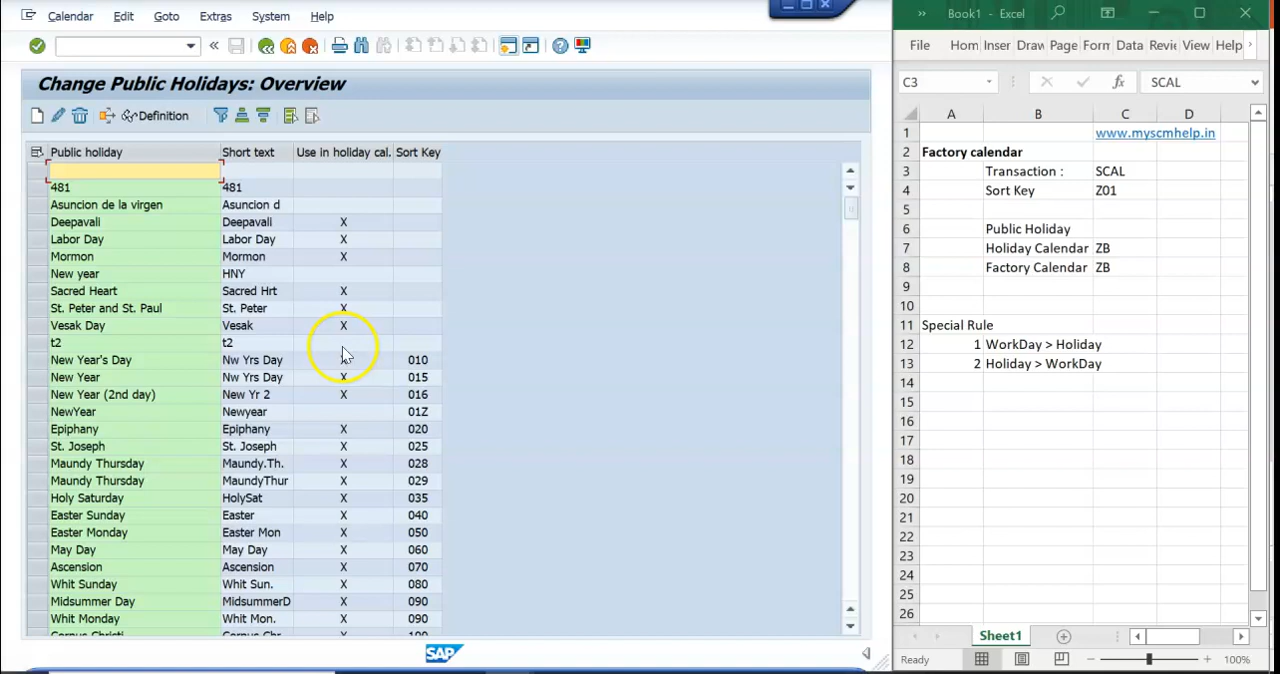 Calendar Edit Goto Extras System Help
Change Public Holidays: Overview
Definition
Public holiday Short text Use in holiday cal. Sort Key
481 481
Asuncion de la virgen Asuncion d
Deepavali Deepavali X
Labor Day Labor Day X
Mormon Mormon X
New year HNY
Sacred Heart Sacred Hrt X
St. Peter and St. Paul St. Peter X
Vesak Day Vesak X
t2 t2
New Year's Day Nw Yrs Day 010
New Year Nw Yrs Day X 015
New Year (2nd day) New Yr 2 X 016
NewYear Newyear 01Z
Epiphany Epiphany X 020
St. Joseph St. Joseph X 025
Maundy Thursday Maundy.Th. X 028
Maundy Thursday MaundyThur X 029
Holy Saturday HolySat X 035
Easter Sunday Easter X 040
Easter Monday Easter Mon X 050
May Day May Day X 060
Ascension Ascension X 070
Whit Sunday Whit Sun. X 080
Midsummer Day MidsummerD X 090
Whit Monday Whit Mon. X 090
Corpus Christi Corpus Chr. X 100
SAP
Book1 - Excel
File Hom Inser Draw Page Form Data Revie View Help
C3 fx SCAL
A B C D
1 www.myscmhelp.in
2 Factory calendar
3 Transaction : SCAL
4 Sort Key Z01
5
6 Public Holiday
7 Holiday Calendar ZB
8 Factory Calendar ZB
9
10
11 Special Rule
12 1 WorkDay > Holiday
13 2 Holiday > WorkDay
14
15
16
17
18
19
20
21
22
23
24
25
26
Sheet1
Ready 100%